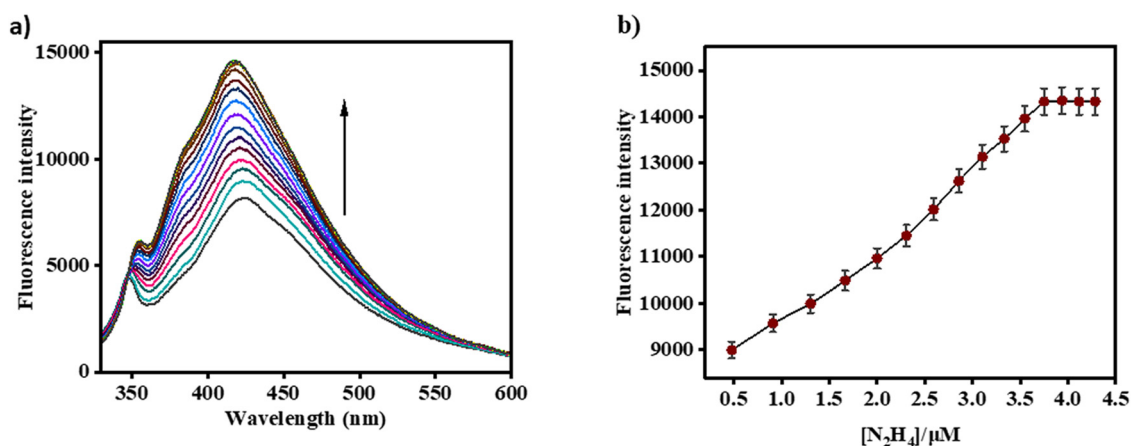 a)
15000
10000
5000
0
Fluorescence intensity
350 400 450 500 550 600
Wavelength (nm)
b)
15000
14000
13000
12000
11000
10000
9000
Fluorescence intensity
0.5 1.0 1.5 2.0 2.5 3.0 3.5 4.0 4.5
[N₂H₄]/μM